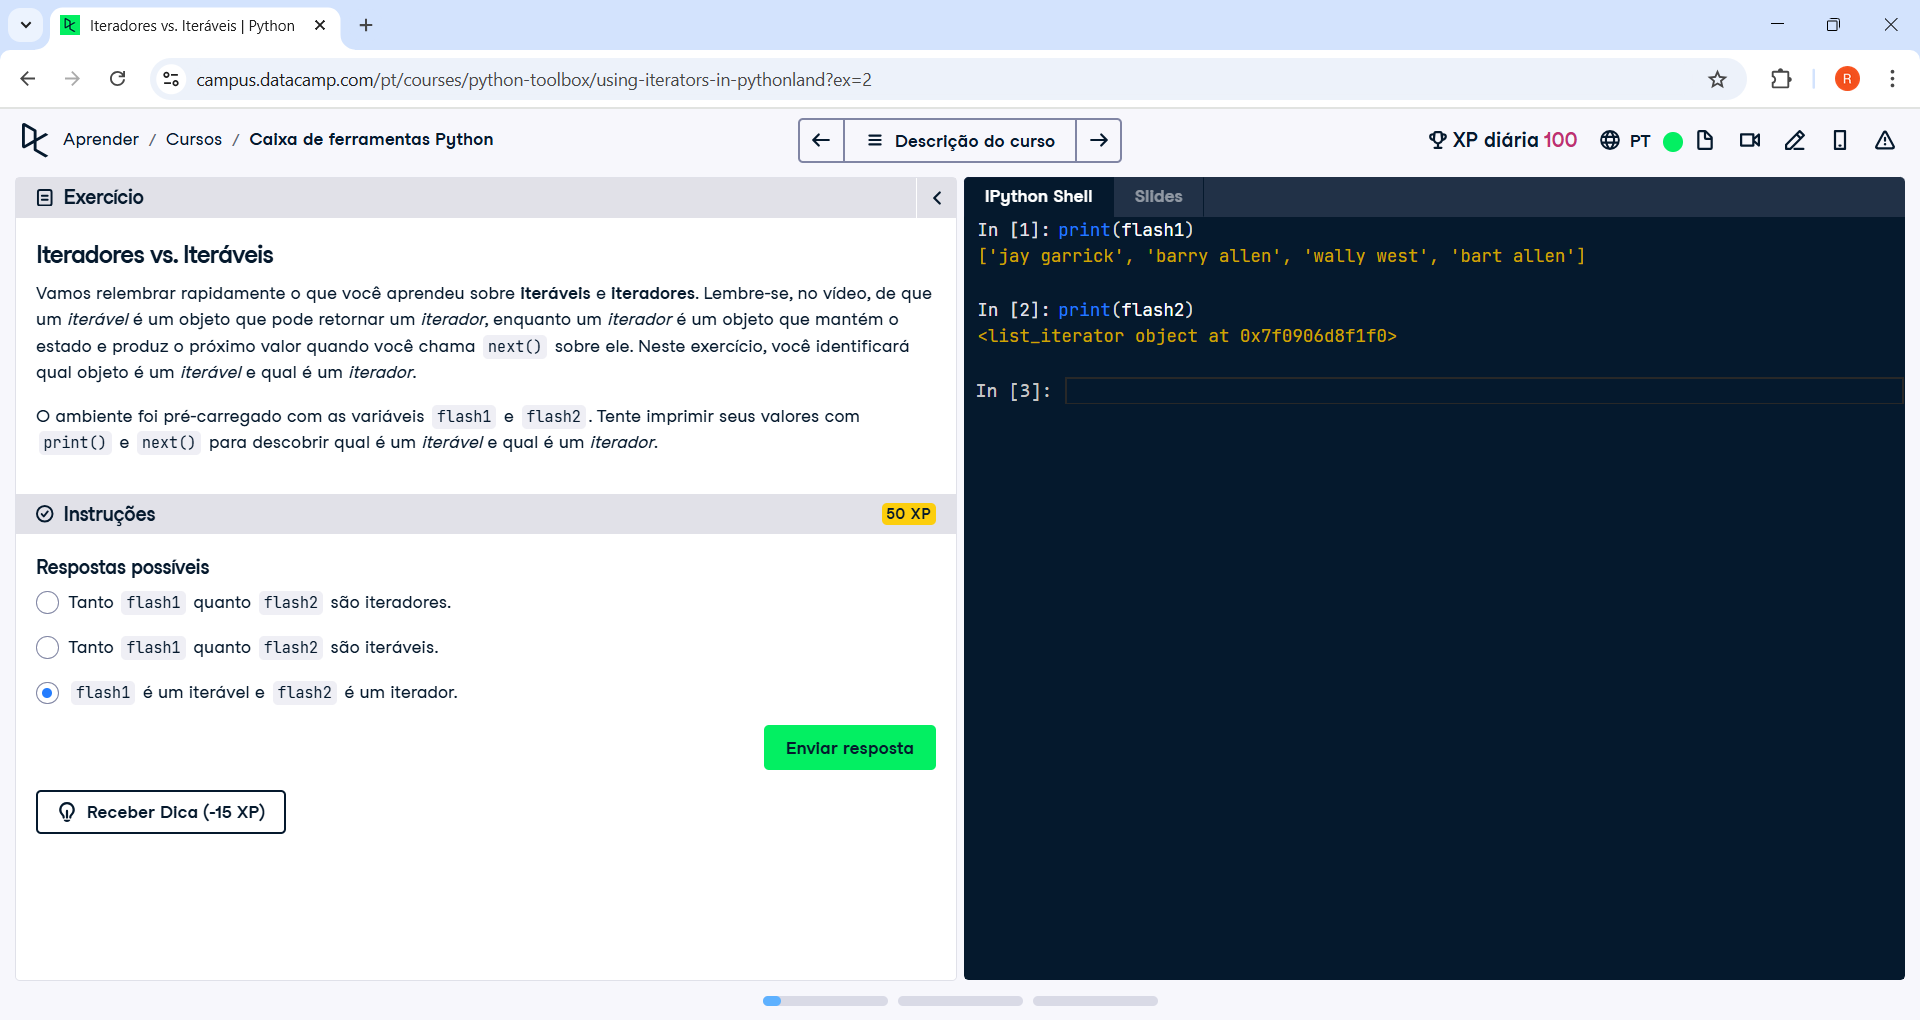 Iteradores vs. Iteráveis | Python
campus.datacamp.com/pt/courses/python-toolbox/using-iterators-in-pythonland?ex=2
R
Aprender / Cursos / Caixa de ferramentas Python
Descrição do curso
XP diária 100
PT
Exercício
Iteradores vs. Iteráveis
Vamos relembrar rapidamente o que você aprendeu sobre iteráveis e iteradores. Lembre-se, no vídeo, de que
um iterável é um objeto que pode retornar um iterador, enquanto um iterador é um objeto que mantém o
estado e produz o próximo valor quando você chama next() sobre ele. Neste exercício, você identificará
qual objeto é um iterável e qual é um iterador.
O ambiente foi pré-carregado com as variáveis flash1 e flash2. Tente imprimir seus valores com
print() e next() para descobrir qual é um iterável e qual é um iterador.
Instruções
50 XP
Respostas possíveis
Tanto flash1 quanto flash2 são iteradores.
Tanto flash1 quanto flash2 são iteráveis.
flash1 é um iterável e flash2 é um iterador.
Enviar resposta
Receber Dica (-15 XP)
IPython Shell
Slides
In [1]: print(flash1)
['jay garrick', 'barry allen', 'wally west', 'bart allen']
In [2]: print(flash2)
<list_iterator object at 0x7f0906d8f1f0>
In [3]: